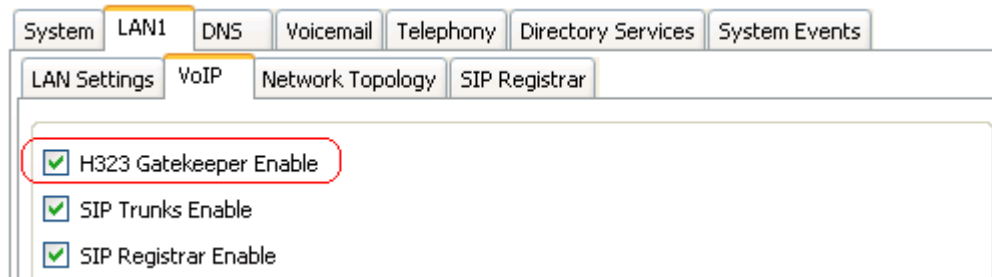 System LAN1 DNS Voicemail Telephony Directory Services System Events
LAN Settings VoIP Network Topology SIP Registrar
H323 Gatekeeper Enable
SIP Trunks Enable
SIP Registrar Enable